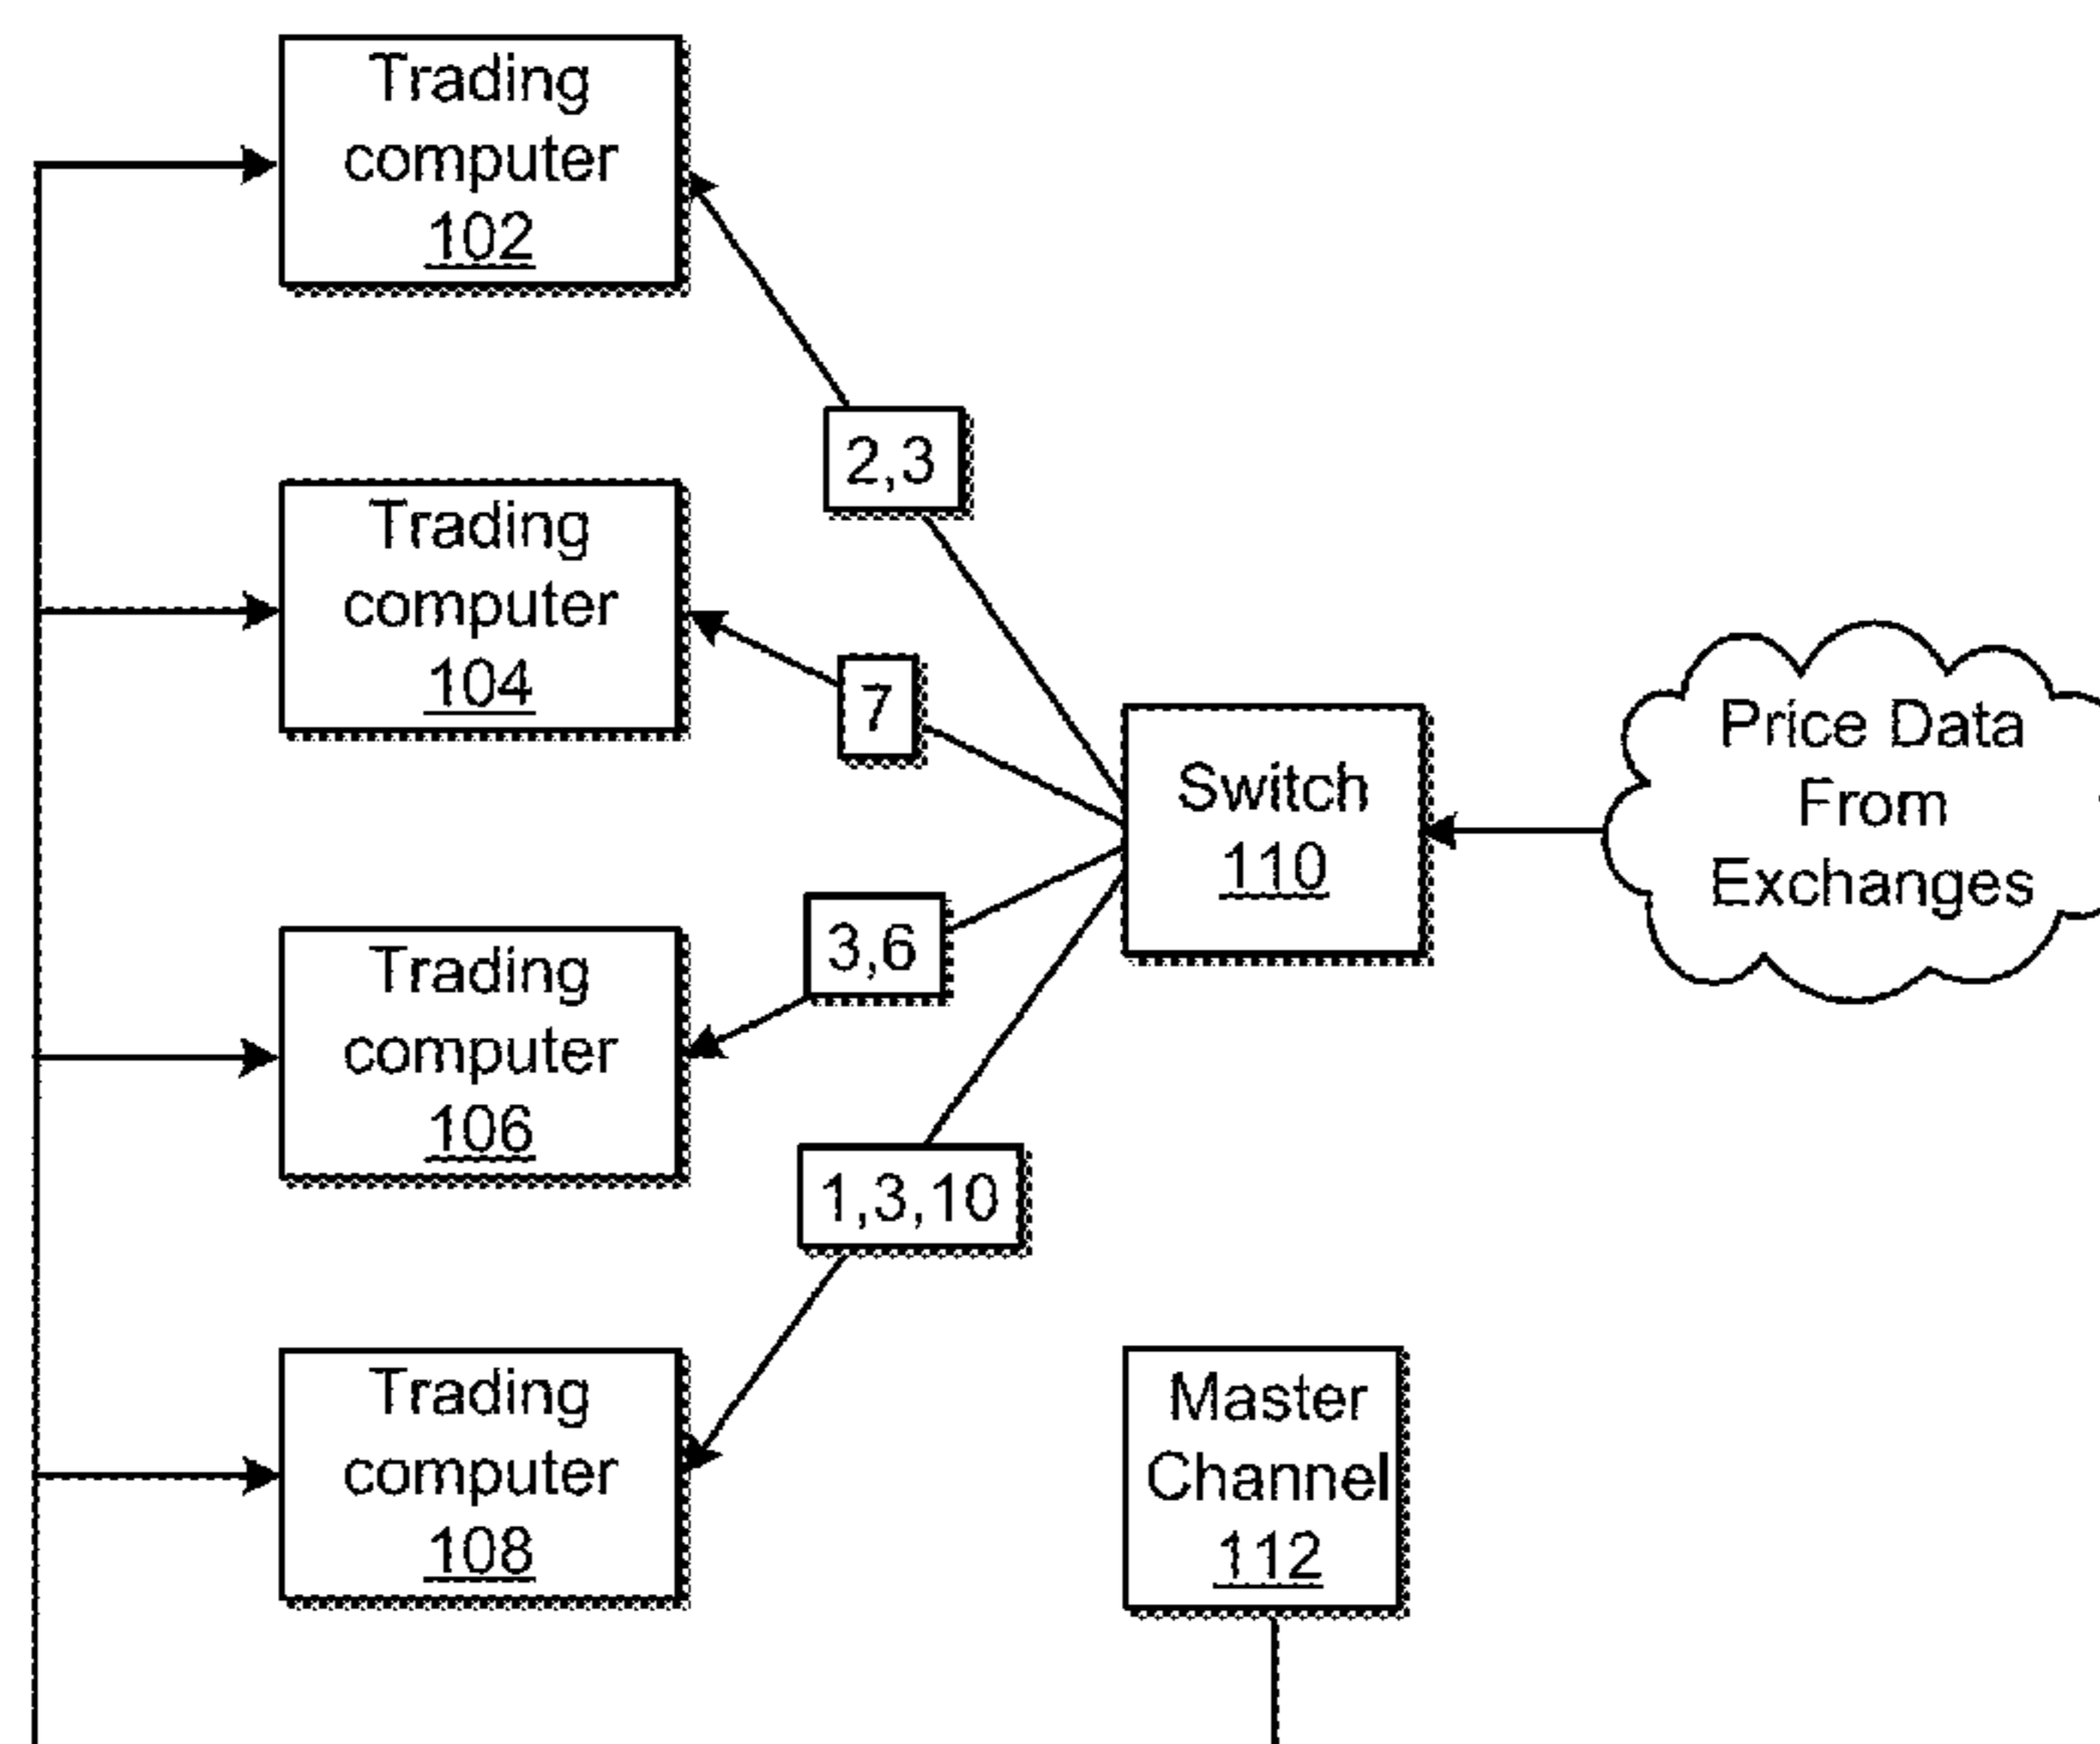 Trading
computer
102
2,3
Trading
computer
104
7
Switch
110
Price Data
From
Exchanges
Trading
computer
106
3,6
1,3,10
Trading
computer
108
Master
Channel
112